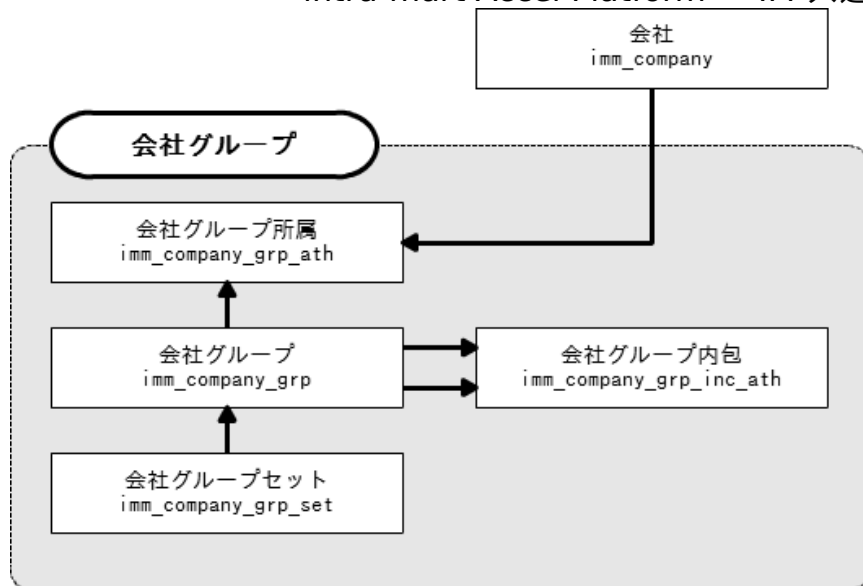 会社
imm_company
会社グループ
会社グループ所属
imm_company_grp_ath
会社グループ
imm_company_grp
会社グループ内包
imm_company_grp_inc_ath
会社グループセット
imm_company_grp_set